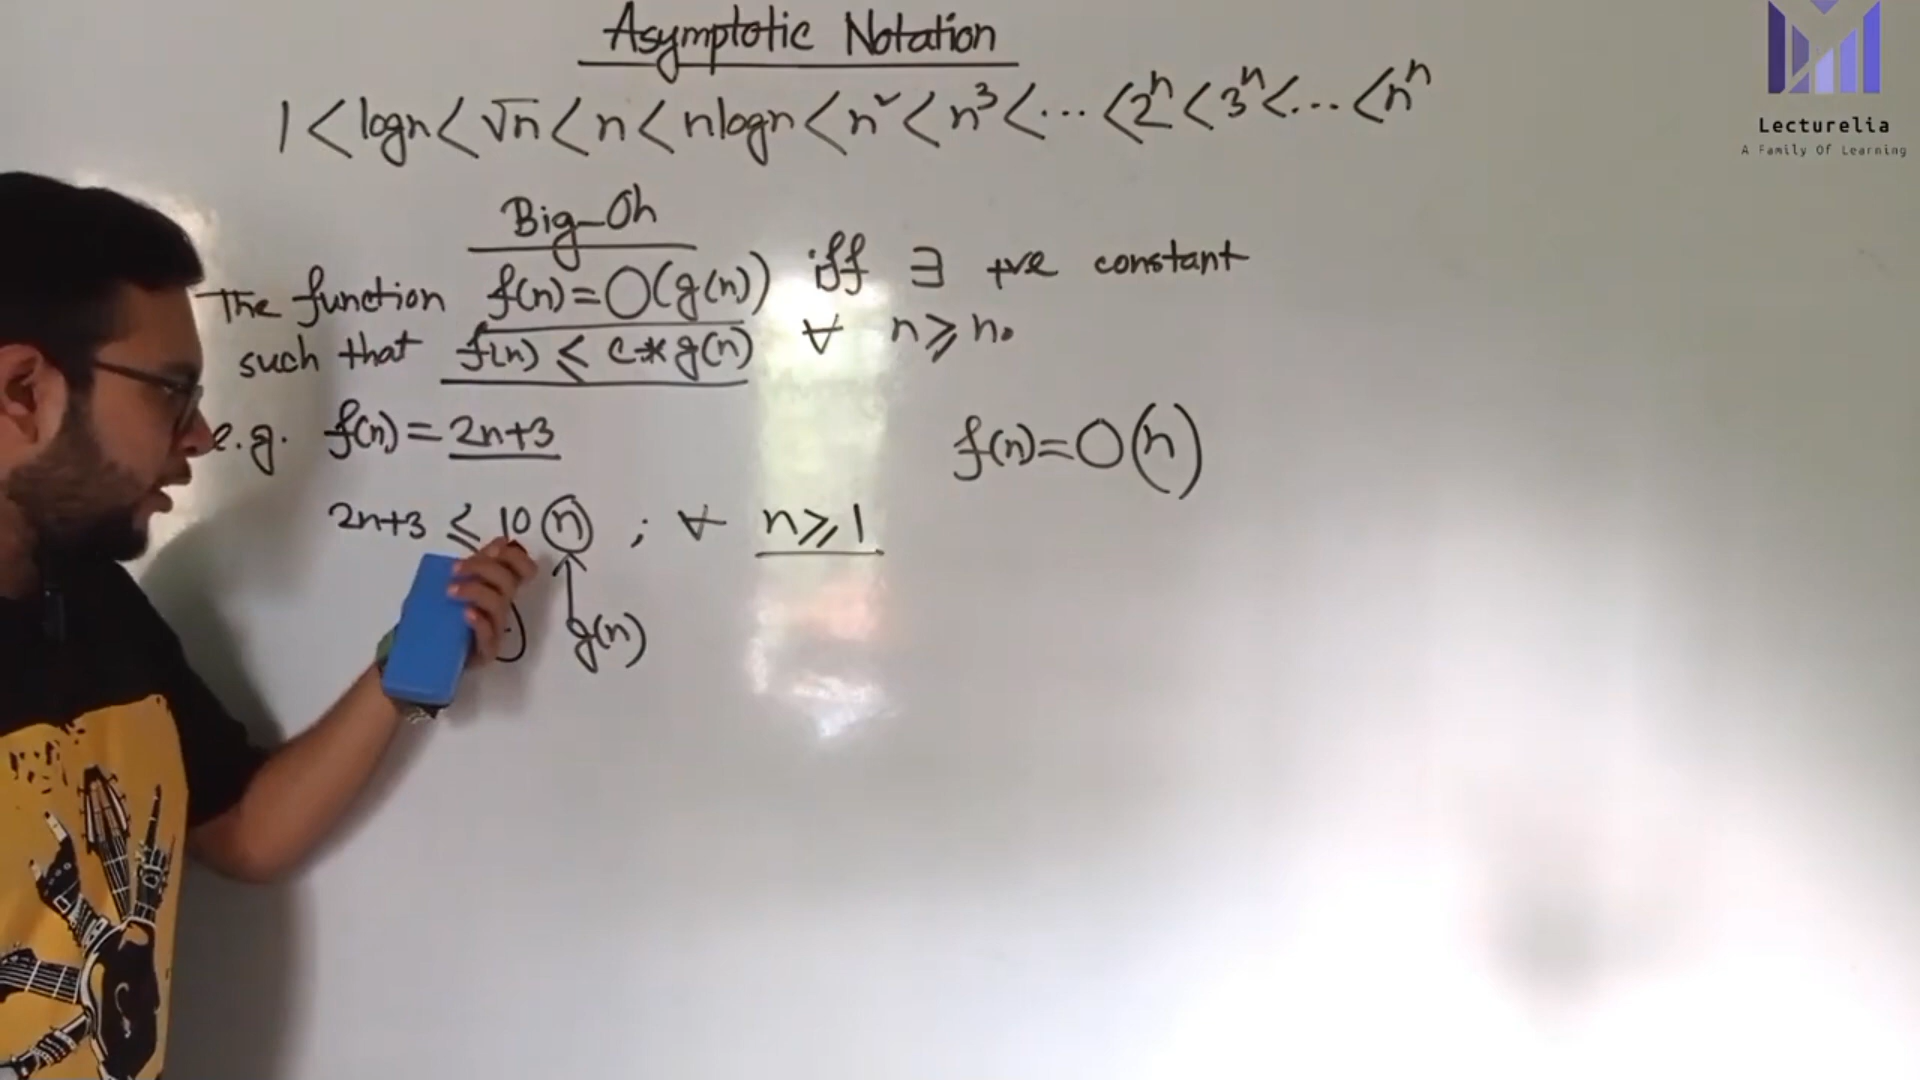 Asymptotic Notation
1 < logn < √n < n < nlogn < n² < n³ < ... < 2ⁿ < 3ⁿ < ... < nⁿ
Big-Oh
The function f(n) = O(g(n)) iff ∃ +ve constant
such that f(n) ≤ c*g(n) ∀ n ≥ n₀
e.g. f(n) = 2n+3
f(n) = O(n)
2n+3 ≤ 10 n ; ∀ n ≥ 1
g(n)
Lecturelia
A Family Of Learning